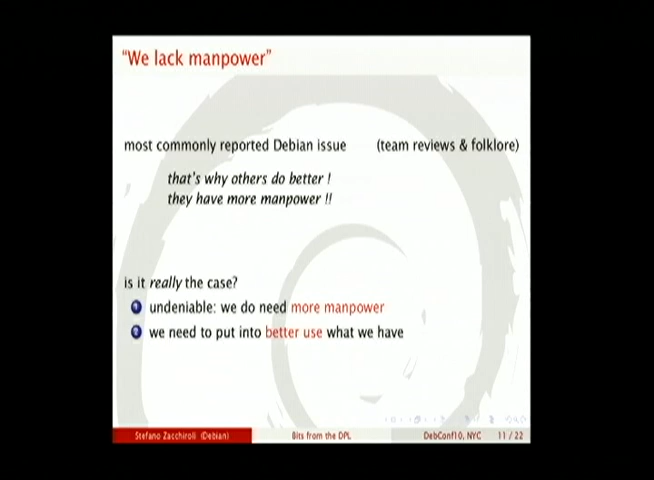 “We lack manpower”
most commonly reported Debian issue (team reviews & folklore)
that's why others do better !
they have more manpower !!
is it really the case?
1 undeniable: we do need more manpower
2 we need to put into better use what we have
Stefano Zacchiroli (Debian) Bits from the DPL DebConf10, NYC 11 / 22